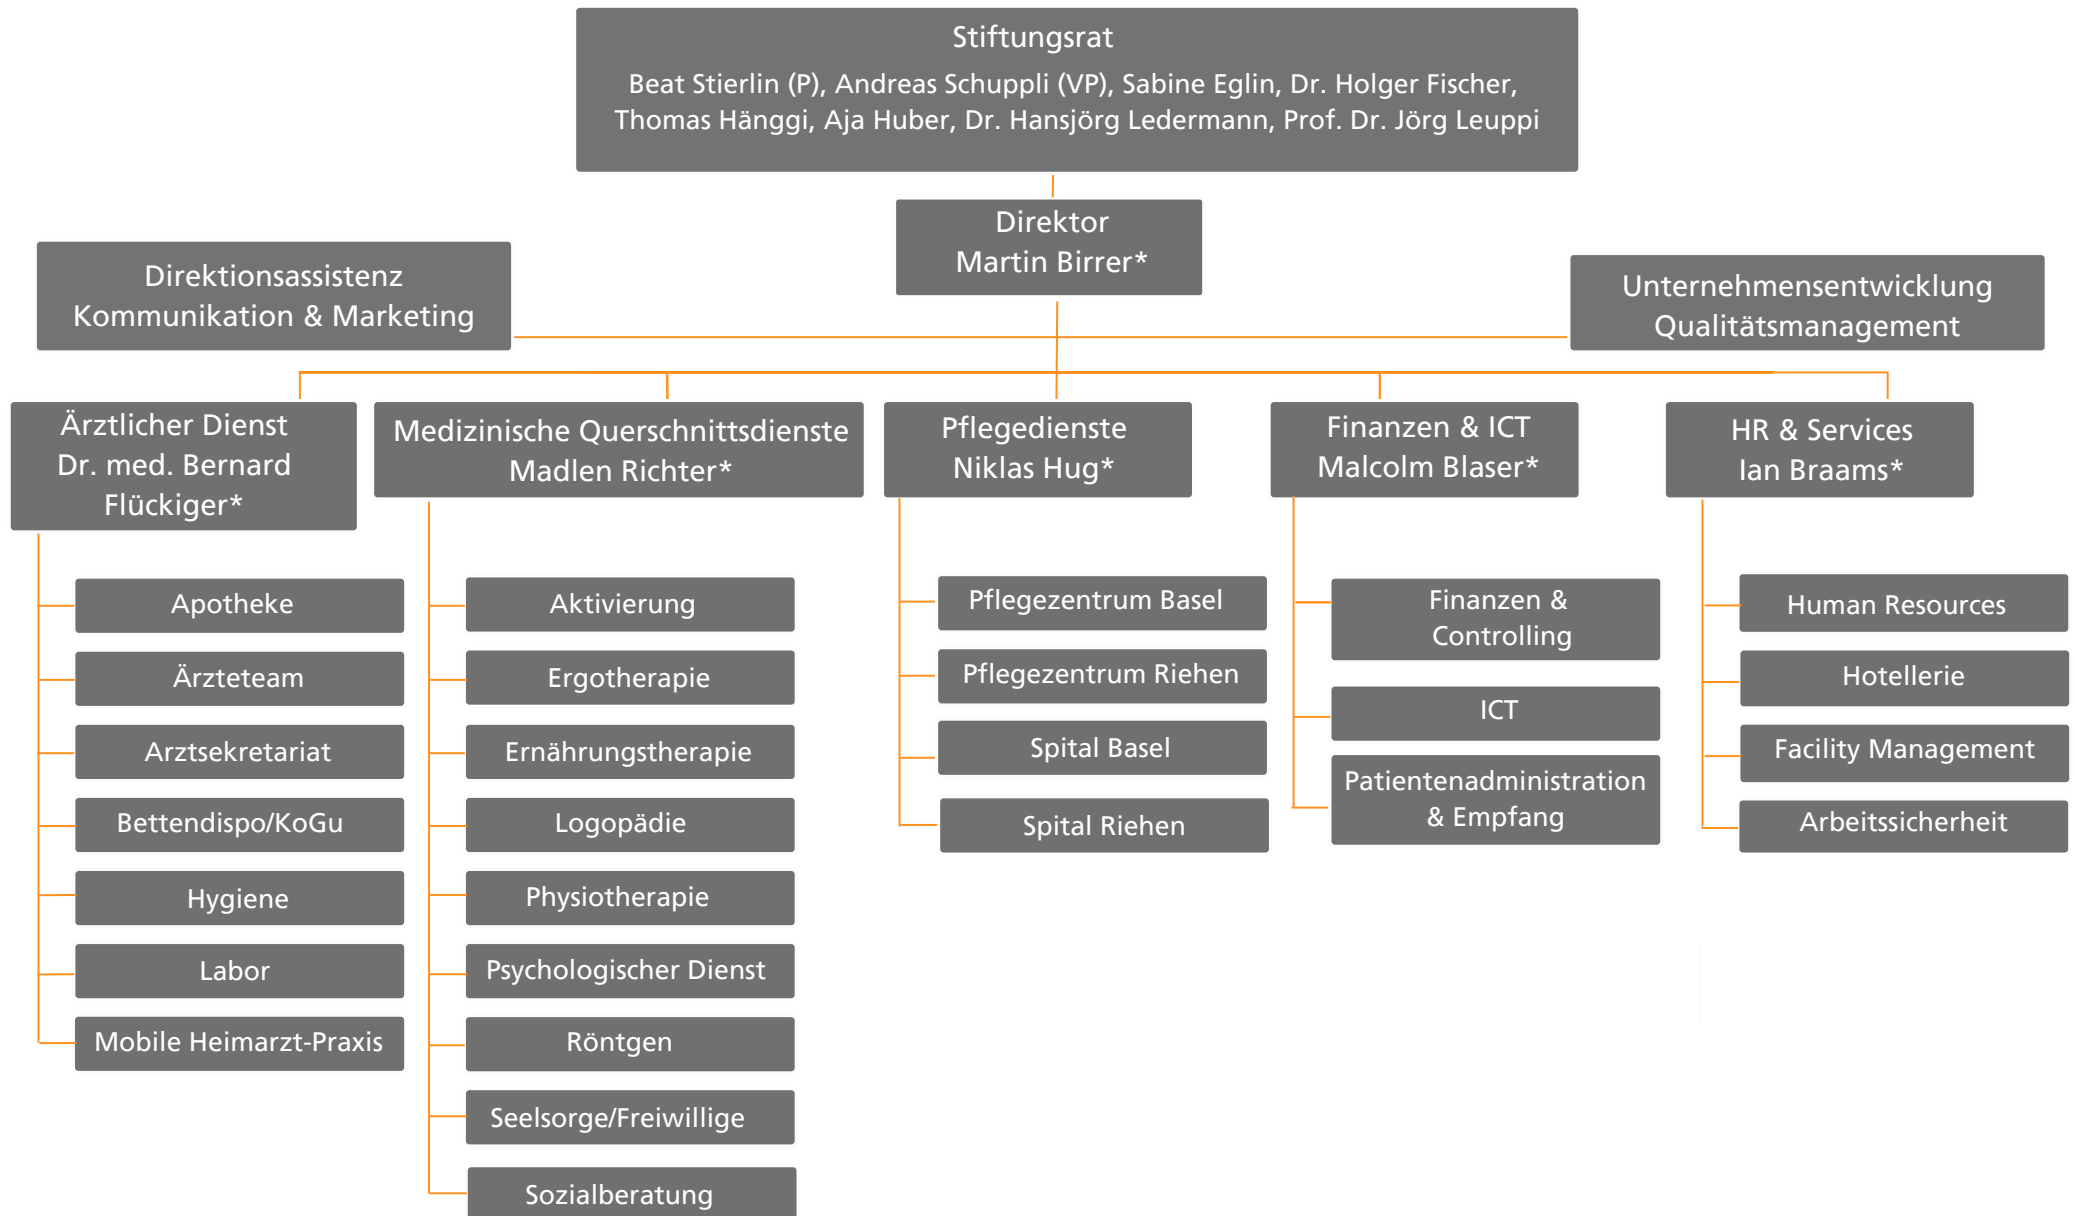 Stiftungsrat
Beat Stierlin (P), Andreas Schuppli (VP), Sabine Eglin, Dr. Holger Fischer,
Thomas Hänggi, Aja Huber, Dr. Hansjörg Ledermann, Prof. Dr. Jörg Leuppi
Direktor
Martin Birrer*
Direktionsassistenz
Kommunikation & Marketing
Unternehmensentwicklung
Qualitätsmanagement
Ärztlicher Dienst
Dr. med. Bernard
Flückiger*
Apotheke
Ärzteteam
Arztsekretariat
Bettendispo/KoGu
Hygiene
Labor
Mobile Heimarzt-Praxis
Medizinische Querschnittsdienste
Madlen Richter*
Aktivierung
Ergotherapie
Ernährungstherapie
Logopädie
Physiotherapie
Psychologischer Dienst
Röntgen
Seelsorge/Freiwillige
Sozialberatung
Pflegedienste
Niklas Hug*
Pflegezentrum Basel
Pflegezentrum Riehen
Spital Basel
Spital Riehen
Finanzen & ICT
Malcolm Blaser*
Finanzen &
Controlling
ICT
Patientenadministration
& Empfang
HR & Services
Ian Braams*
Human Resources
Hotellerie
Facility Management
Arbeitssicherheit